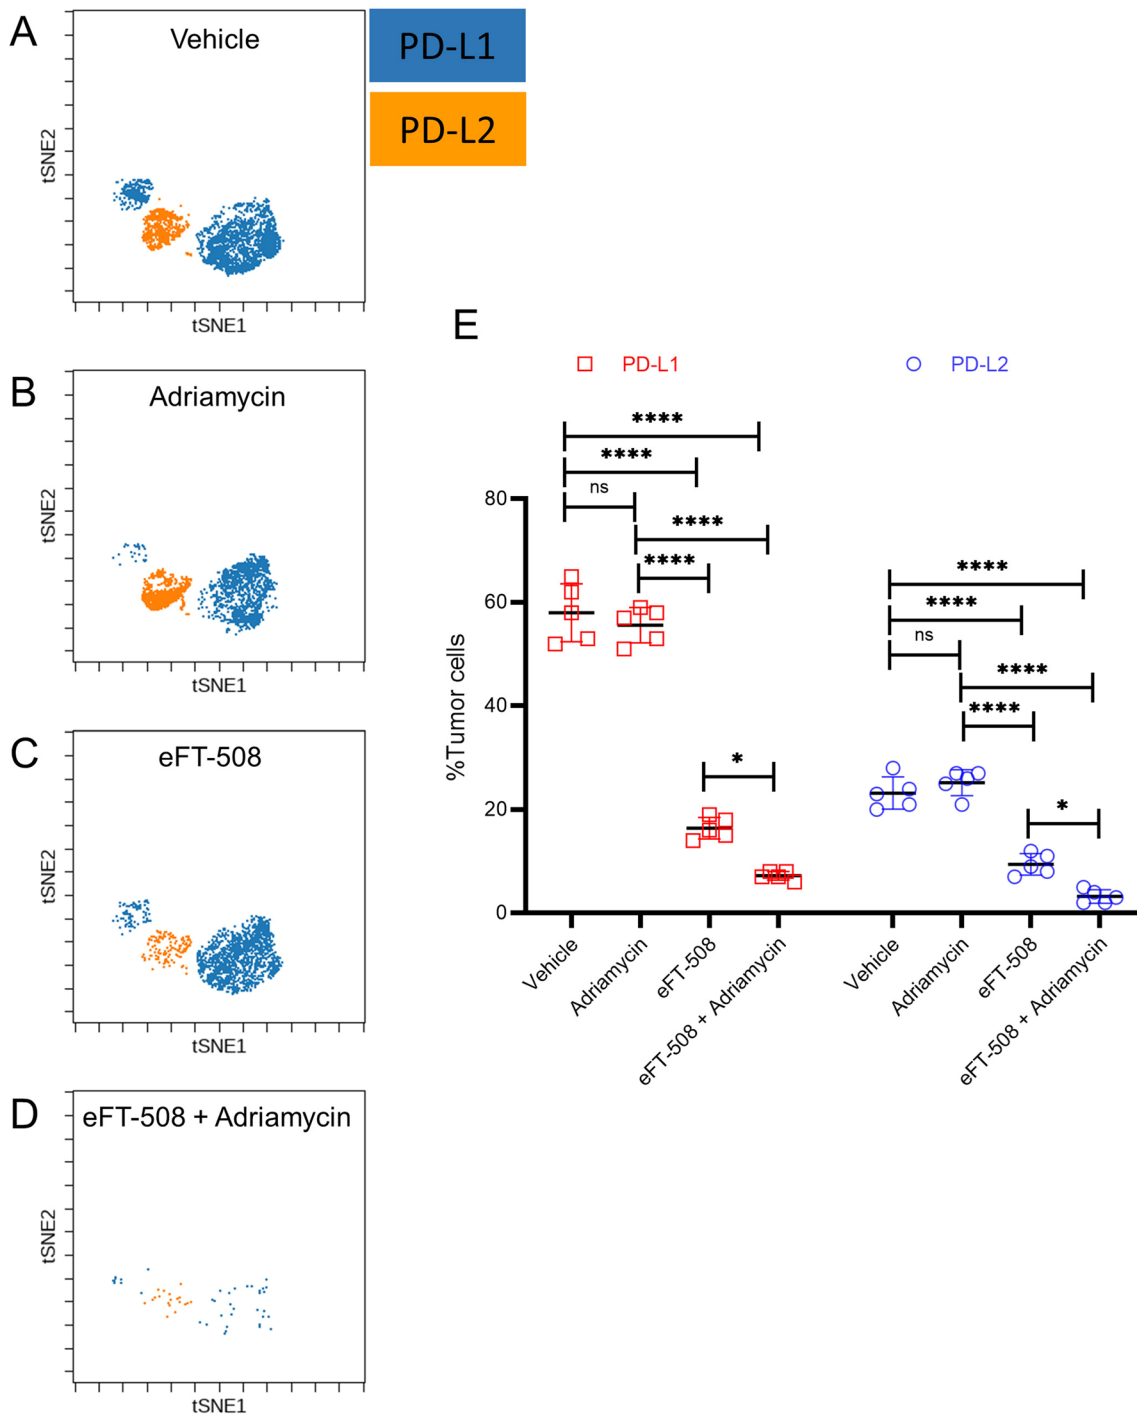 A
Vehicle
PD-L1
PD-L2
tSNE2
tSNE1
B
Adriamycin
tSNE2
tSNE1
C
eFT-508
tSNE2
tSNE1
D
eFT-508 + Adriamycin
tSNE2
tSNE1
E
PD-L1
PD-L2
%Tumor cells
80
60
40
20
0
****
****
ns
****
****
*
****
****
ns
****
****
*
Vehicle
Adriamycin
eFT-508
eFT-508 + Adriamycin
Vehicle
Adriamycin
eFT-508
eFT-508 + Adriamycin